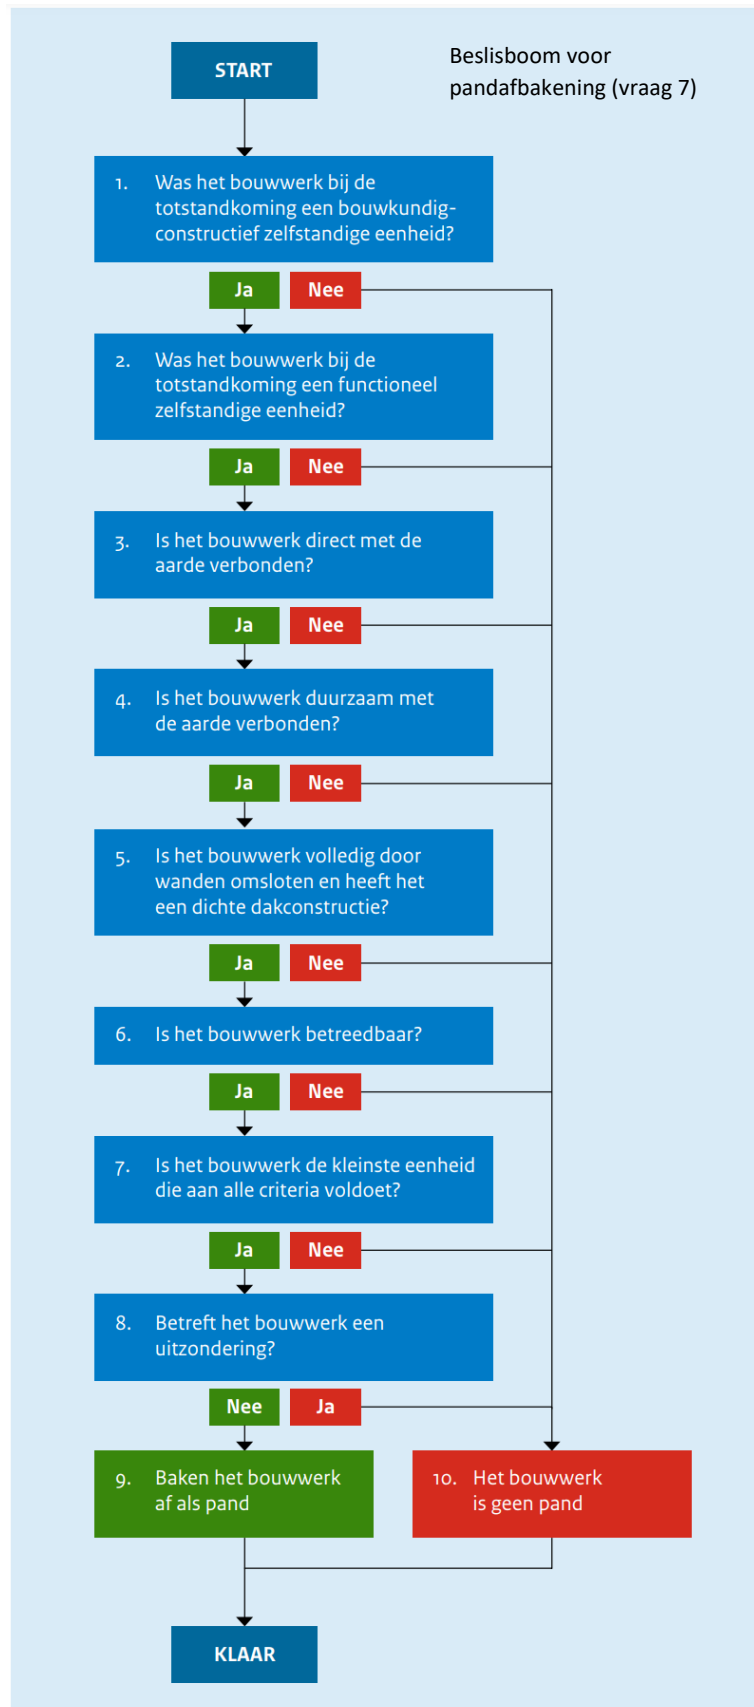 START
Beslisboom voor
pandafbakening (vraag 7)
1. Was het bouwwerk bij de
totstandkoming een bouwkundig-
constructief zelfstandige eenheid?
Ja Nee
2. Was het bouwwerk bij de
totstandkoming een functioneel
zelfstandige eenheid?
Ja Nee
3. Is het bouwwerk direct met de
aarde verbonden?
Ja Nee
4. Is het bouwwerk duurzaam met
de aarde verbonden?
Ja Nee
5. Is het bouwwerk volledig door
wanden omsloten en heeft het
een dichte dakconstructie?
Ja Nee
6. Is het bouwwerk betreedbaar?
Ja Nee
7. Is het bouwwerk de kleinste eenheid
die aan alle criteria voldoet?
Ja Nee
8. Betreft het bouwwerk een
uitzondering?
Nee Ja
9. Baken het bouwwerk
af als pand
10. Het bouwwerk
is geen pand
KLAAR